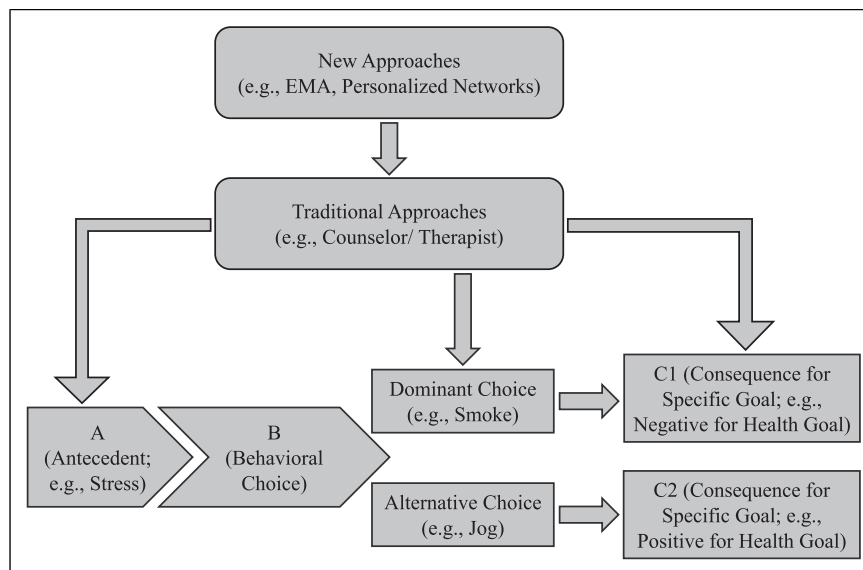 New Approaches
(e.g., EMA, Personalized Networks)
Traditional Approaches
(e.g., Counselor/ Therapist)
Dominant Choice
(e.g., Smoke)
C1 (Consequence for
Specific Goal; e.g.,
Negative for Health Goal)
A
(Antecedent;
e.g., Stress)
B
(Behavioral
Choice)
Alternative Choice
(e.g., Jog)
C2 (Consequence for
Specific Goal; e.g.,
Positive for Health Goal)